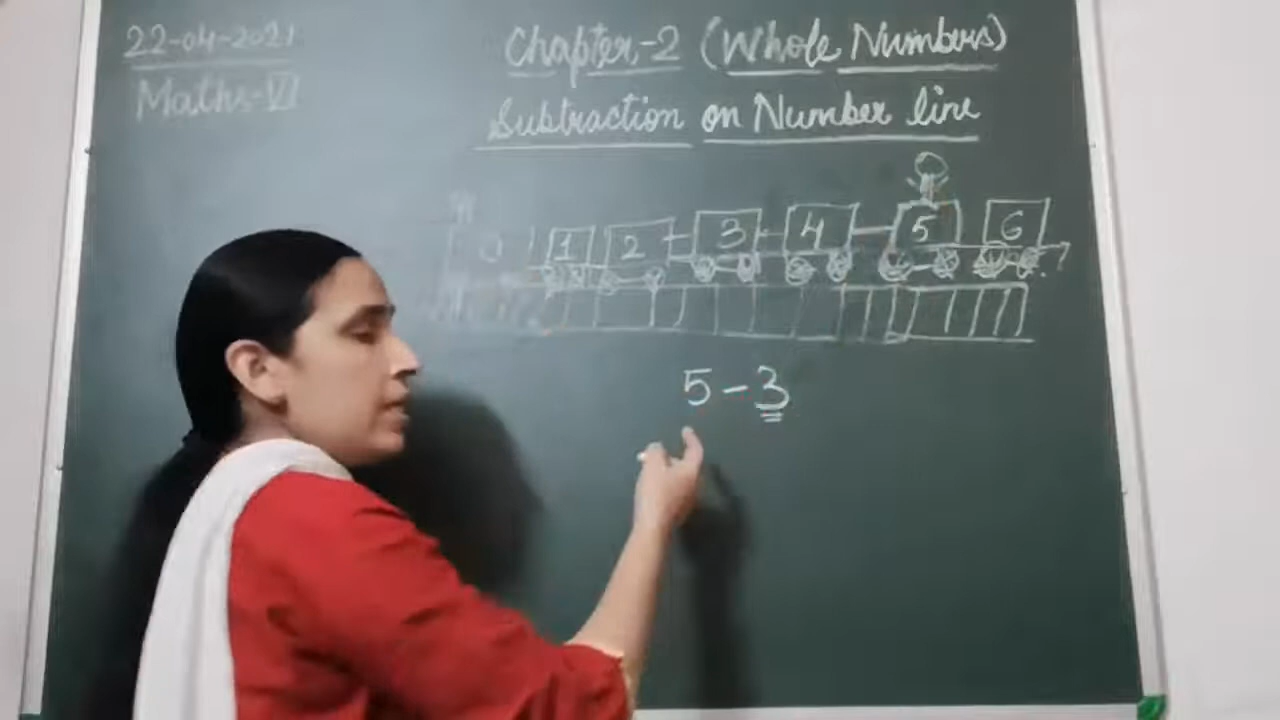 22-04-2021
Maths-VI
Chapter-2 (Whole Numbers)
Subtraction on Number line
0 1 2 3 4 5 6
5-3